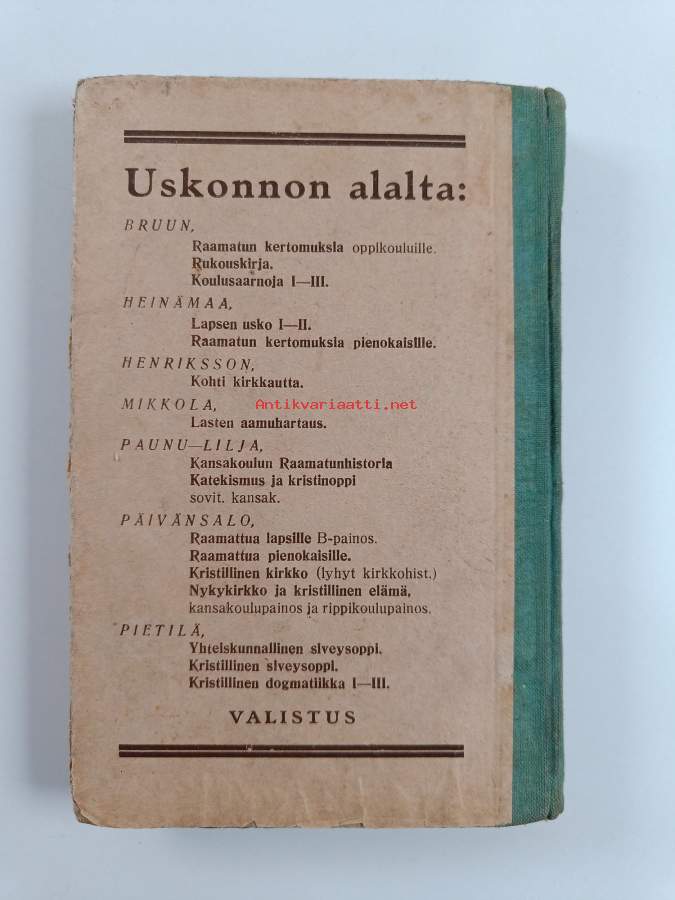 Uskonnon alalta:
BRUUN,
Raamatun kertomuksia oppikouluille.
Rukouskirja.
Koulusaarnoja I—III.
HEINÄMAA,
Lapsen usko I—II.
Raamatun kertomuksia pienokaisille.
HENRIKSSON,
Kohti kirkkautta.
MIKKOLA,
Antikvariaatti.net
Lasten aamuhartaus.
PAUNU—LILJA,
Kansakoulun Raamatunhistoria
Katekismus ja kristinoppi
sovit. kansak.
PÄIVÄNSALO,
Raamattua lapsille B-painos.
Raamattua pienokaisille.
Kristillinen kirkko (lyhyt kirkkohist.)
Nykykirkko ja kristillinen elämä,
kansakoulupainos ja rippikoulupainos.
PIETILÄ,
Yhteiskunnallinen siveysoppi.
Kristillinen siveysoppi.
Kristillinen dogmatiikka I—III.
VALISTUS